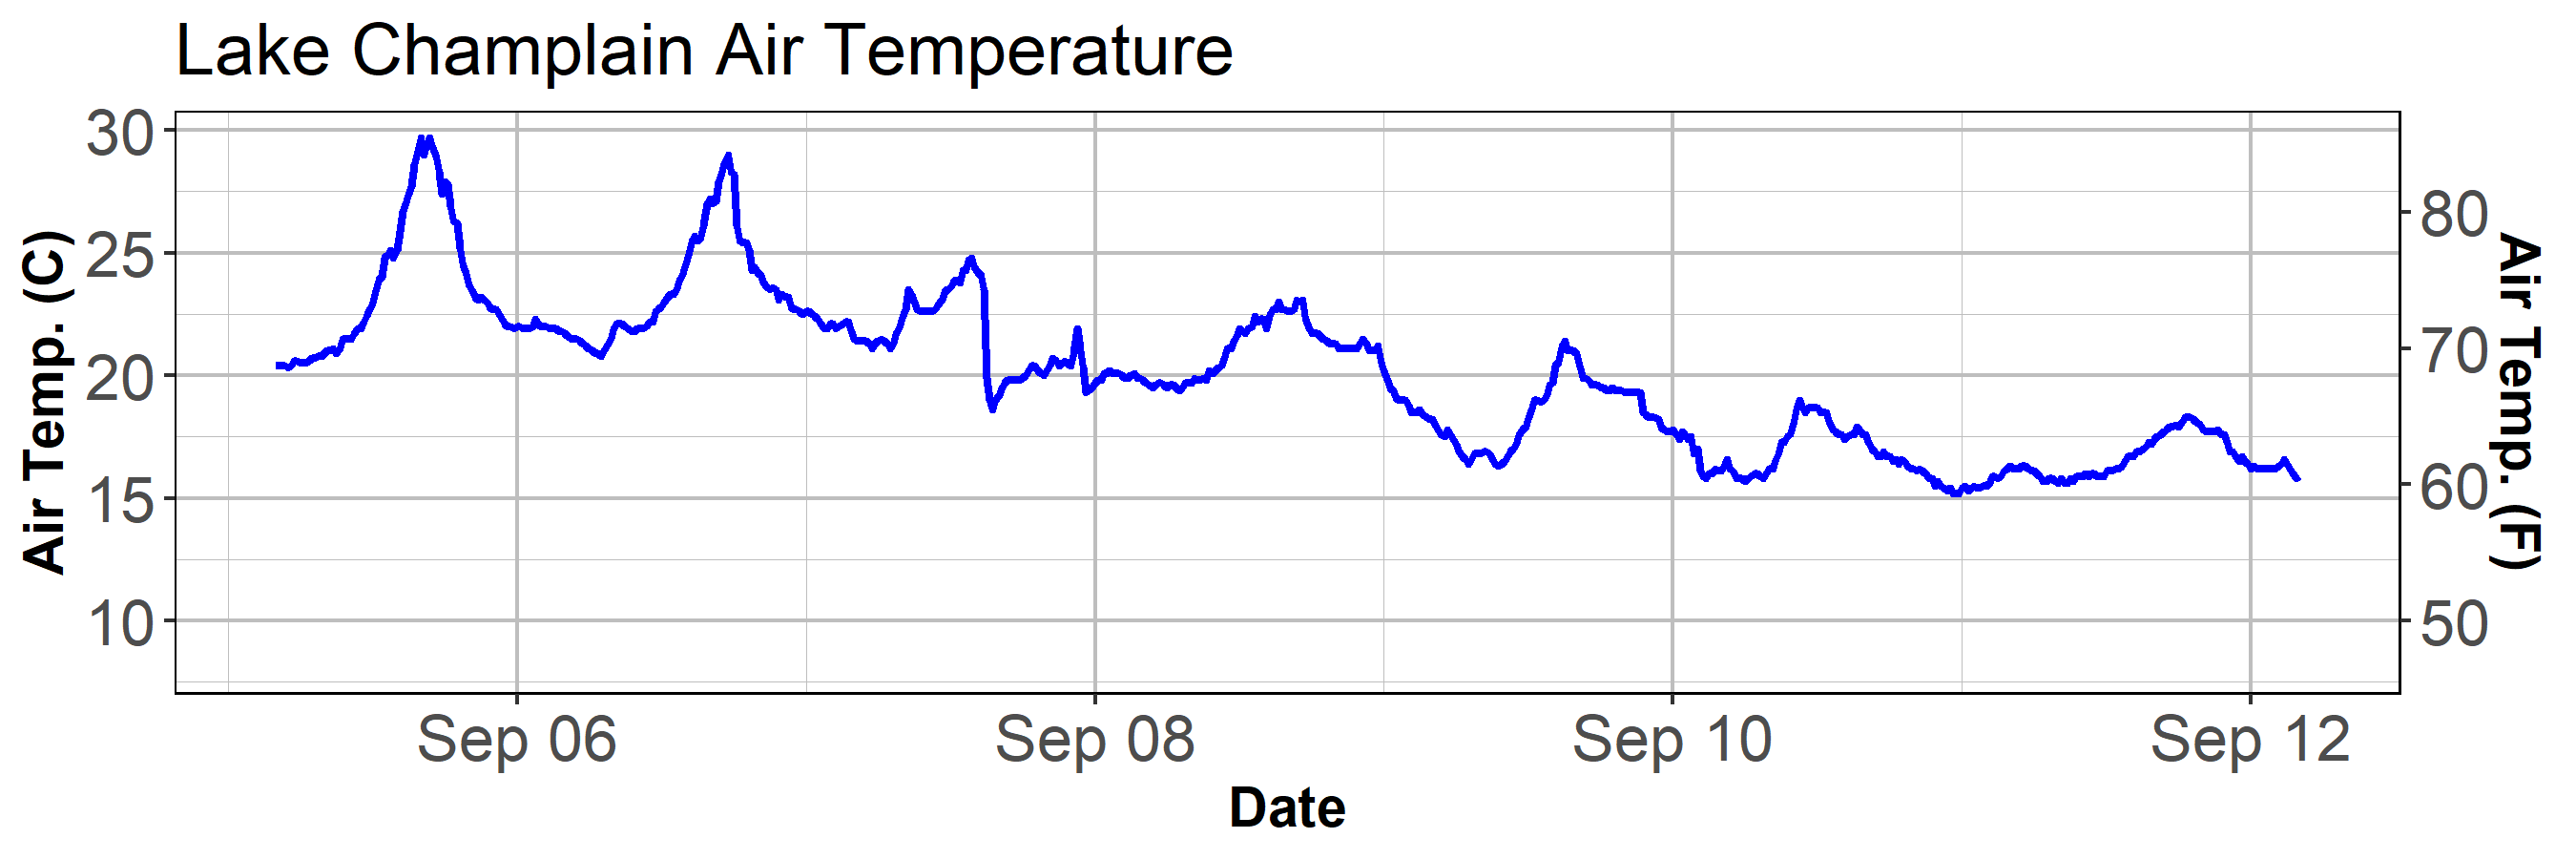 Lake Champlain Air Temperature
30
25
20
15
10
Air Temp. (C)
80
70
60
50
Air Temp. (F)
Sep 06
Sep 08
Sep 10
Sep 12
Date